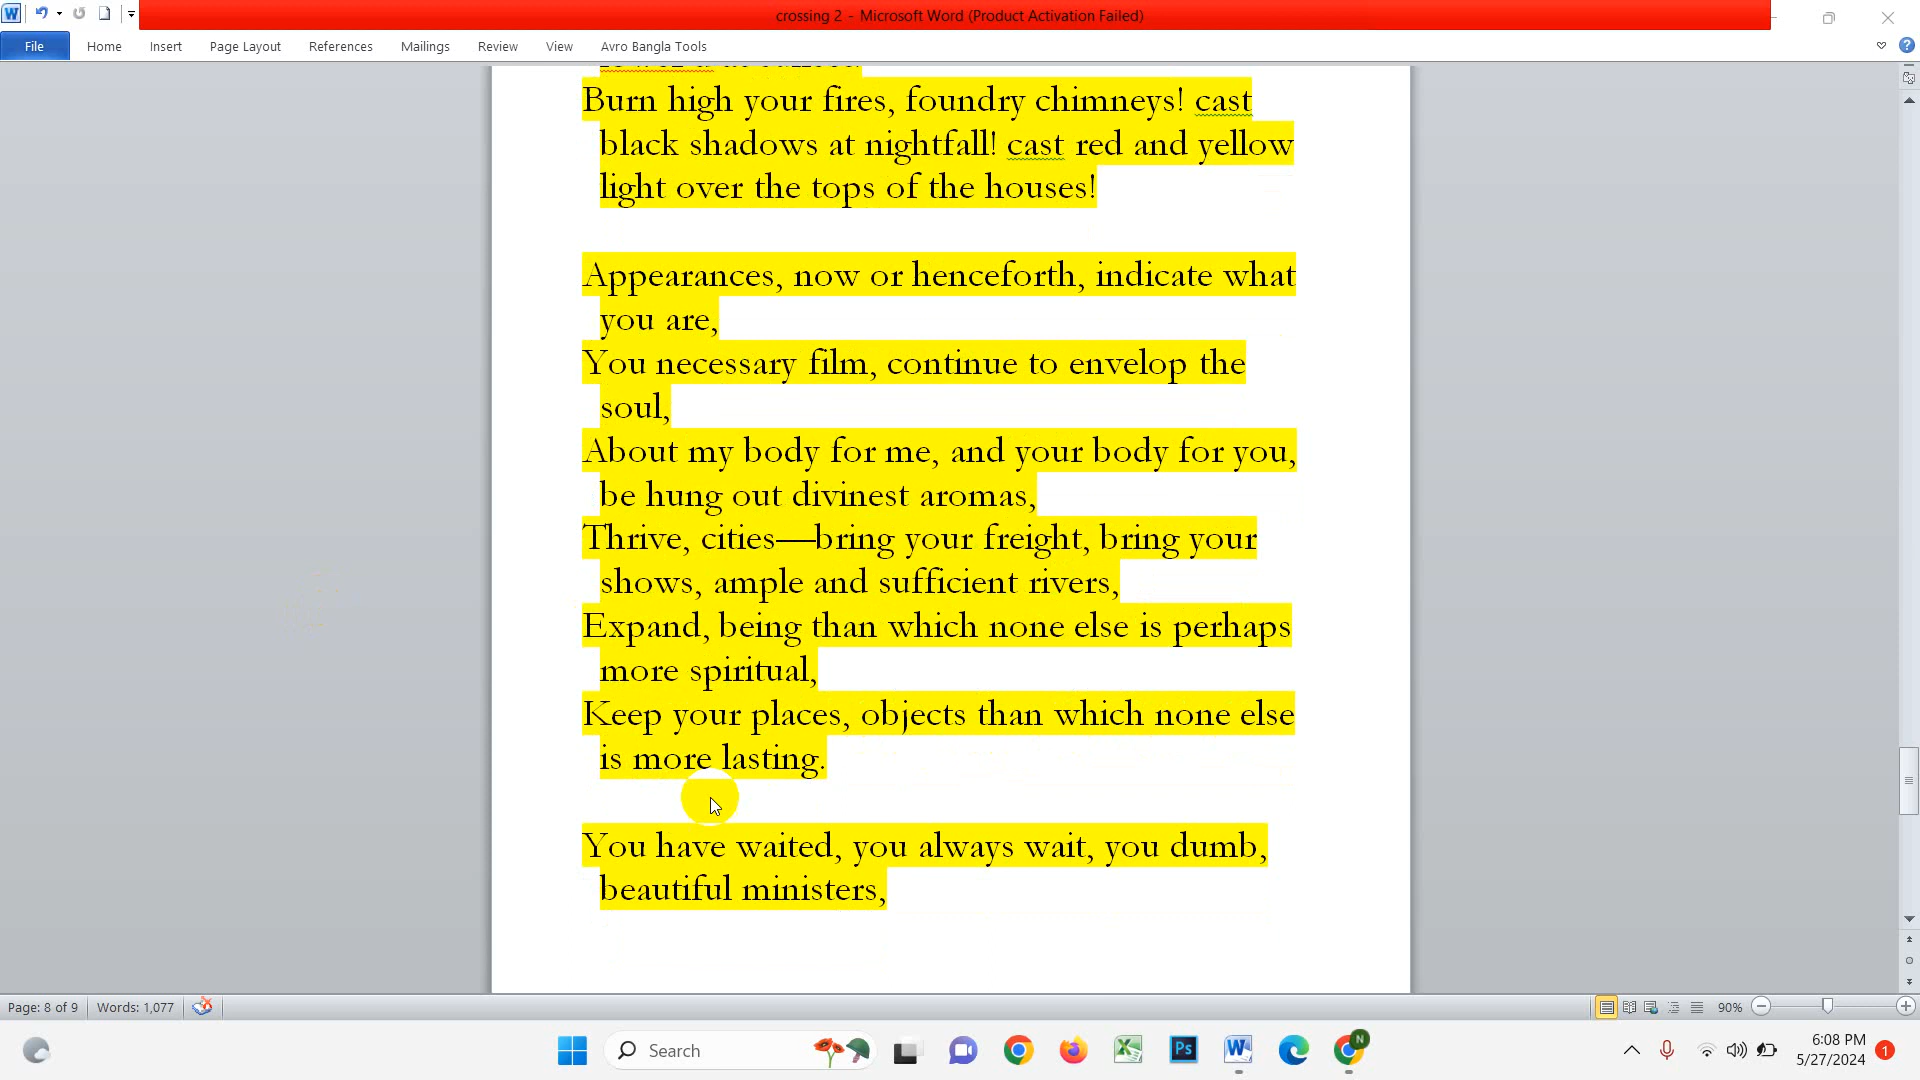 crossing 2 - Microsoft Word (Product Activation Failed)
File Home Insert Page Layout References Mailings Review View Avro Bangla Tools
Burn high your fires, foundry chimneys! cast
black shadows at nightfall! cast red and yellow
light over the tops of the houses!
Appearances, now or henceforth, indicate what
you are,
You necessary film, continue to envelop the
soul,
About my body for me, and your body for you,
be hung out divinest aromas,
Thrive, cities—bring your freight, bring your
shows, ample and sufficient rivers,
Expand, being than which none else is perhaps
more spiritual,
Keep your places, objects than which none else
is more lasting.
You have waited, you always wait, you dumb,
beautiful ministers,
Page: 8 of 9 Words: 1,077 90%
Search
6:08 PM
5/27/2024 1